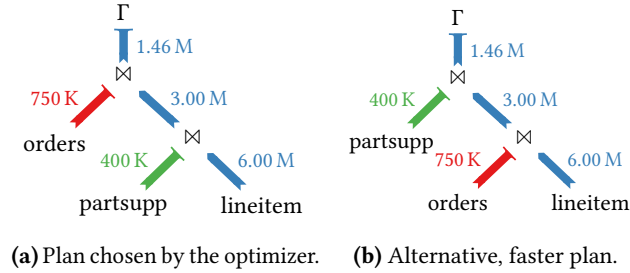 Γ
1.46 M
⋈
750 K
3.00 M
orders
⋈
400 K
6.00 M
partsupp
lineitem
(a) Plan chosen by the optimizer.
Γ
1.46 M
⋈
400 K
3.00 M
partsupp
⋈
750 K
6.00 M
orders
lineitem
(b) Alternative, faster plan.